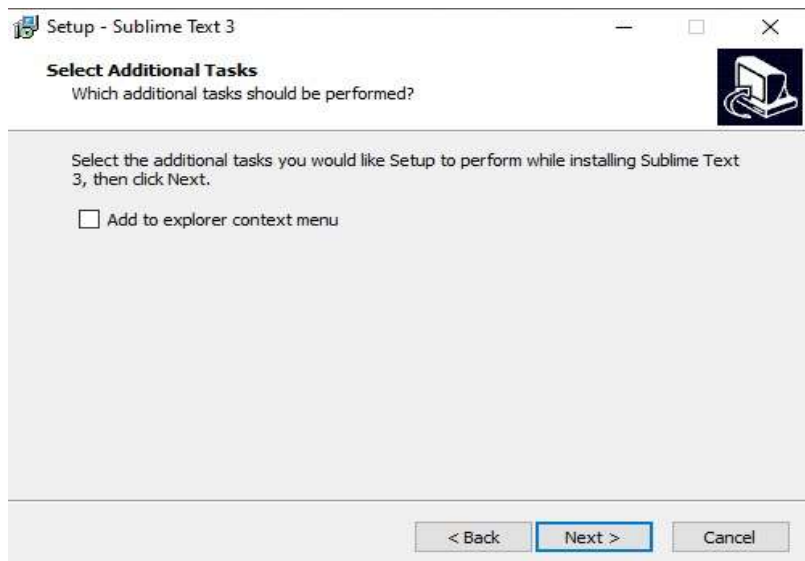 Setup - Sublime Text 3
Select Additional Tasks
Which additional tasks should be performed?
Select the additional tasks you would like Setup to perform while installing Sublime Text
3, then click Next.
Add to explorer context menu
< Back
Next >
Cancel